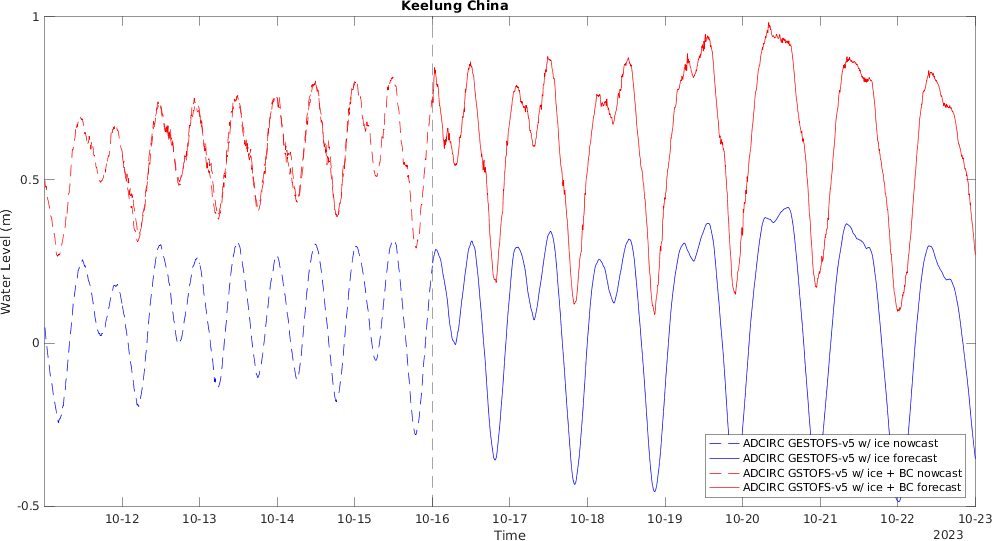 Keelung China
1
0.5
0
-0.5
Water Level (m)
ADCIRC GESTOFS-v5 w/ ice nowcast
ADCIRC GESTOFS-v5 w/ ice forecast
ADCIRC GSTOFS-v5 w/ ice + BC nowcast
ADCIRC GSTOFS-v5 w/ ice + BC forecast
10-12 10-13 10-14 10-15 10-16 10-17 10-18 10-19 10-20 10-21 10-22 10-23
Time
2023